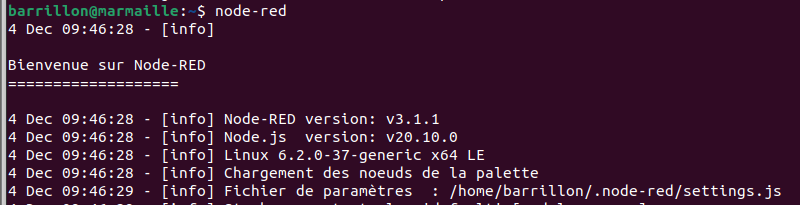 barrillon@marmaille:~$ node-red
4 Dec 09:46:28 - [info]
Bienvenue sur Node-RED
===================
4 Dec 09:46:28 - [info] Node-RED version: v3.1.1
4 Dec 09:46:28 - [info] Node.js  version: v20.10.0
4 Dec 09:46:28 - [info] Linux 6.2.0-37-generic x64 LE
4 Dec 09:46:28 - [info] Chargement des noeuds de la palette
4 Dec 09:46:29 - [info] Fichier de paramètres  : /home/barrillon/.node-red/settings.js